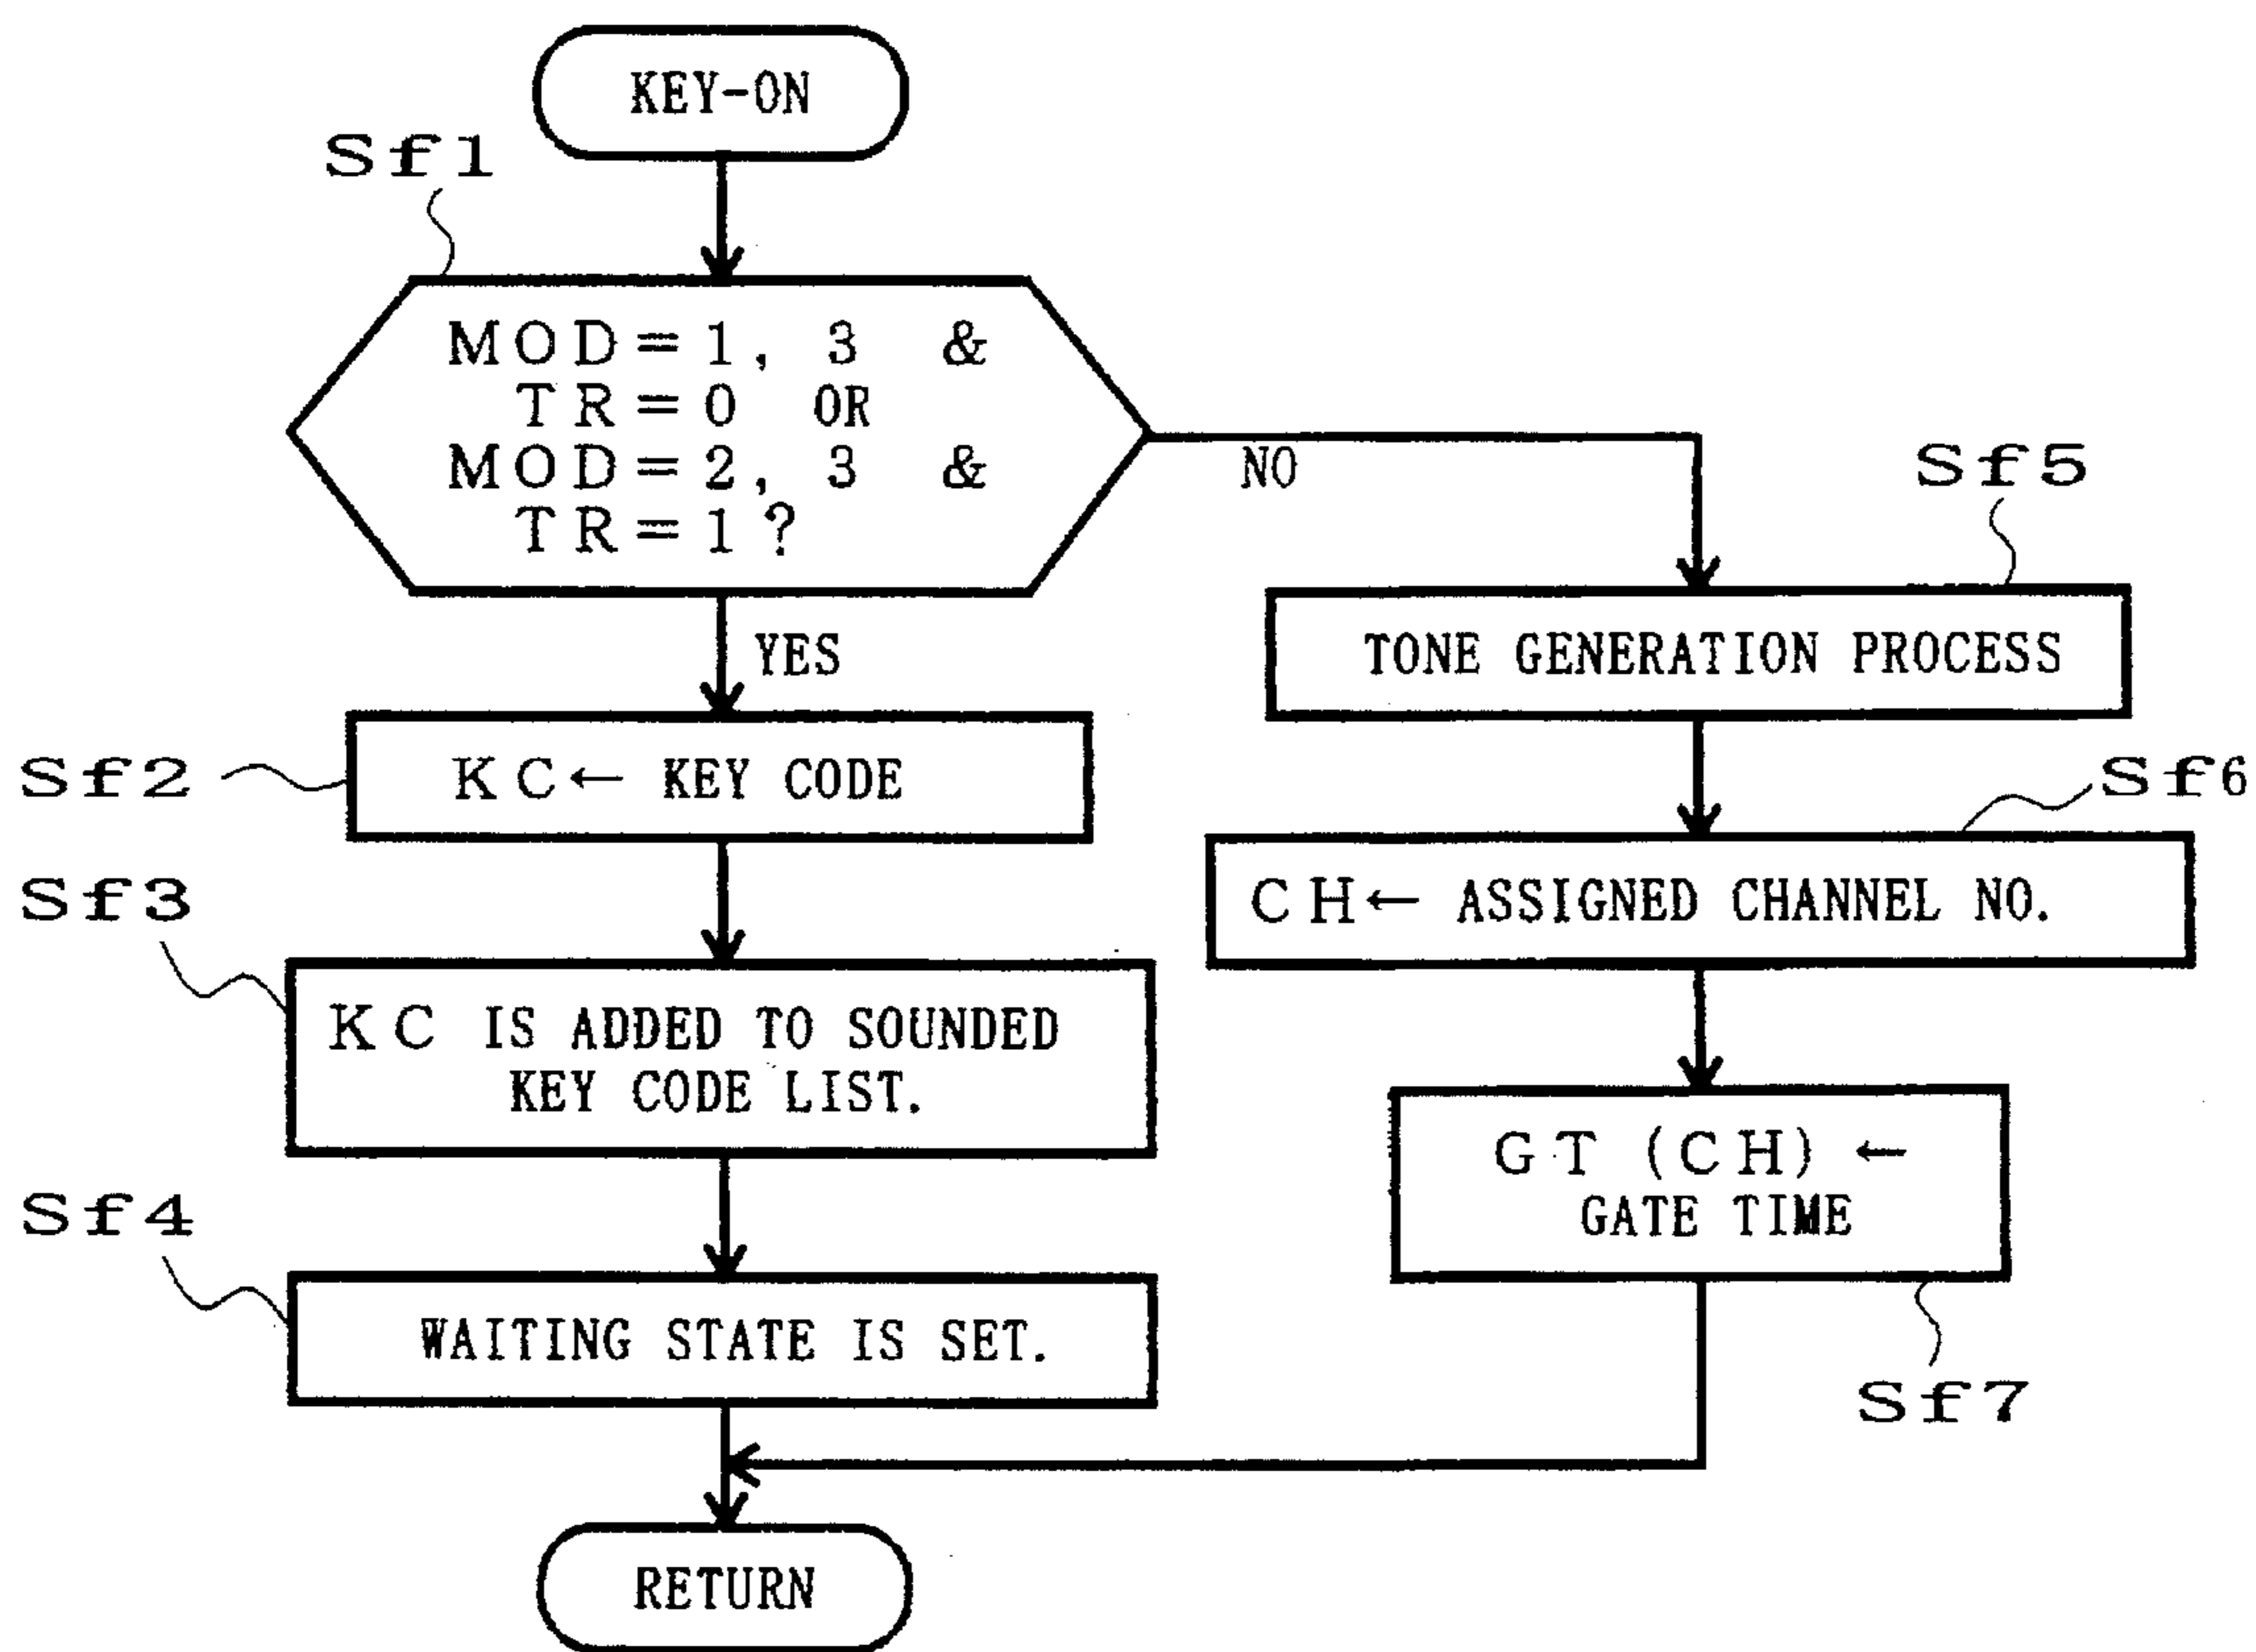 KEY-ON
Sf1
MOD=1, 3 &
TR=0 OR
MOD=2, 3 &
TR=1?
NO
YES
Sf2
KC← KEY CODE
Sf3
KC IS ADDED TO SOUNDED
KEY CODE LIST.
Sf4
WAITING STATE IS SET.
Sf5
TONE GENERATION PROCESS
Sf6
CH← ASSIGNED CHANNEL NO.
GT (CH) ←
GATE TIME
Sf7
RETURN